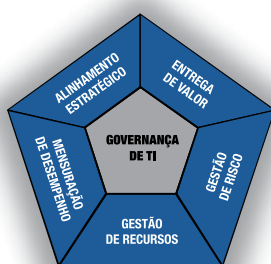 ALINHAMENTO
ESTRATÉGICO
ENTREGA
DE VALOR
GOVERNANÇA
DE TI
MENSURAÇÃO
DE DESEMPENHO
GESTÃO
DE RISCO
GESTÃO
DE RECURSOS